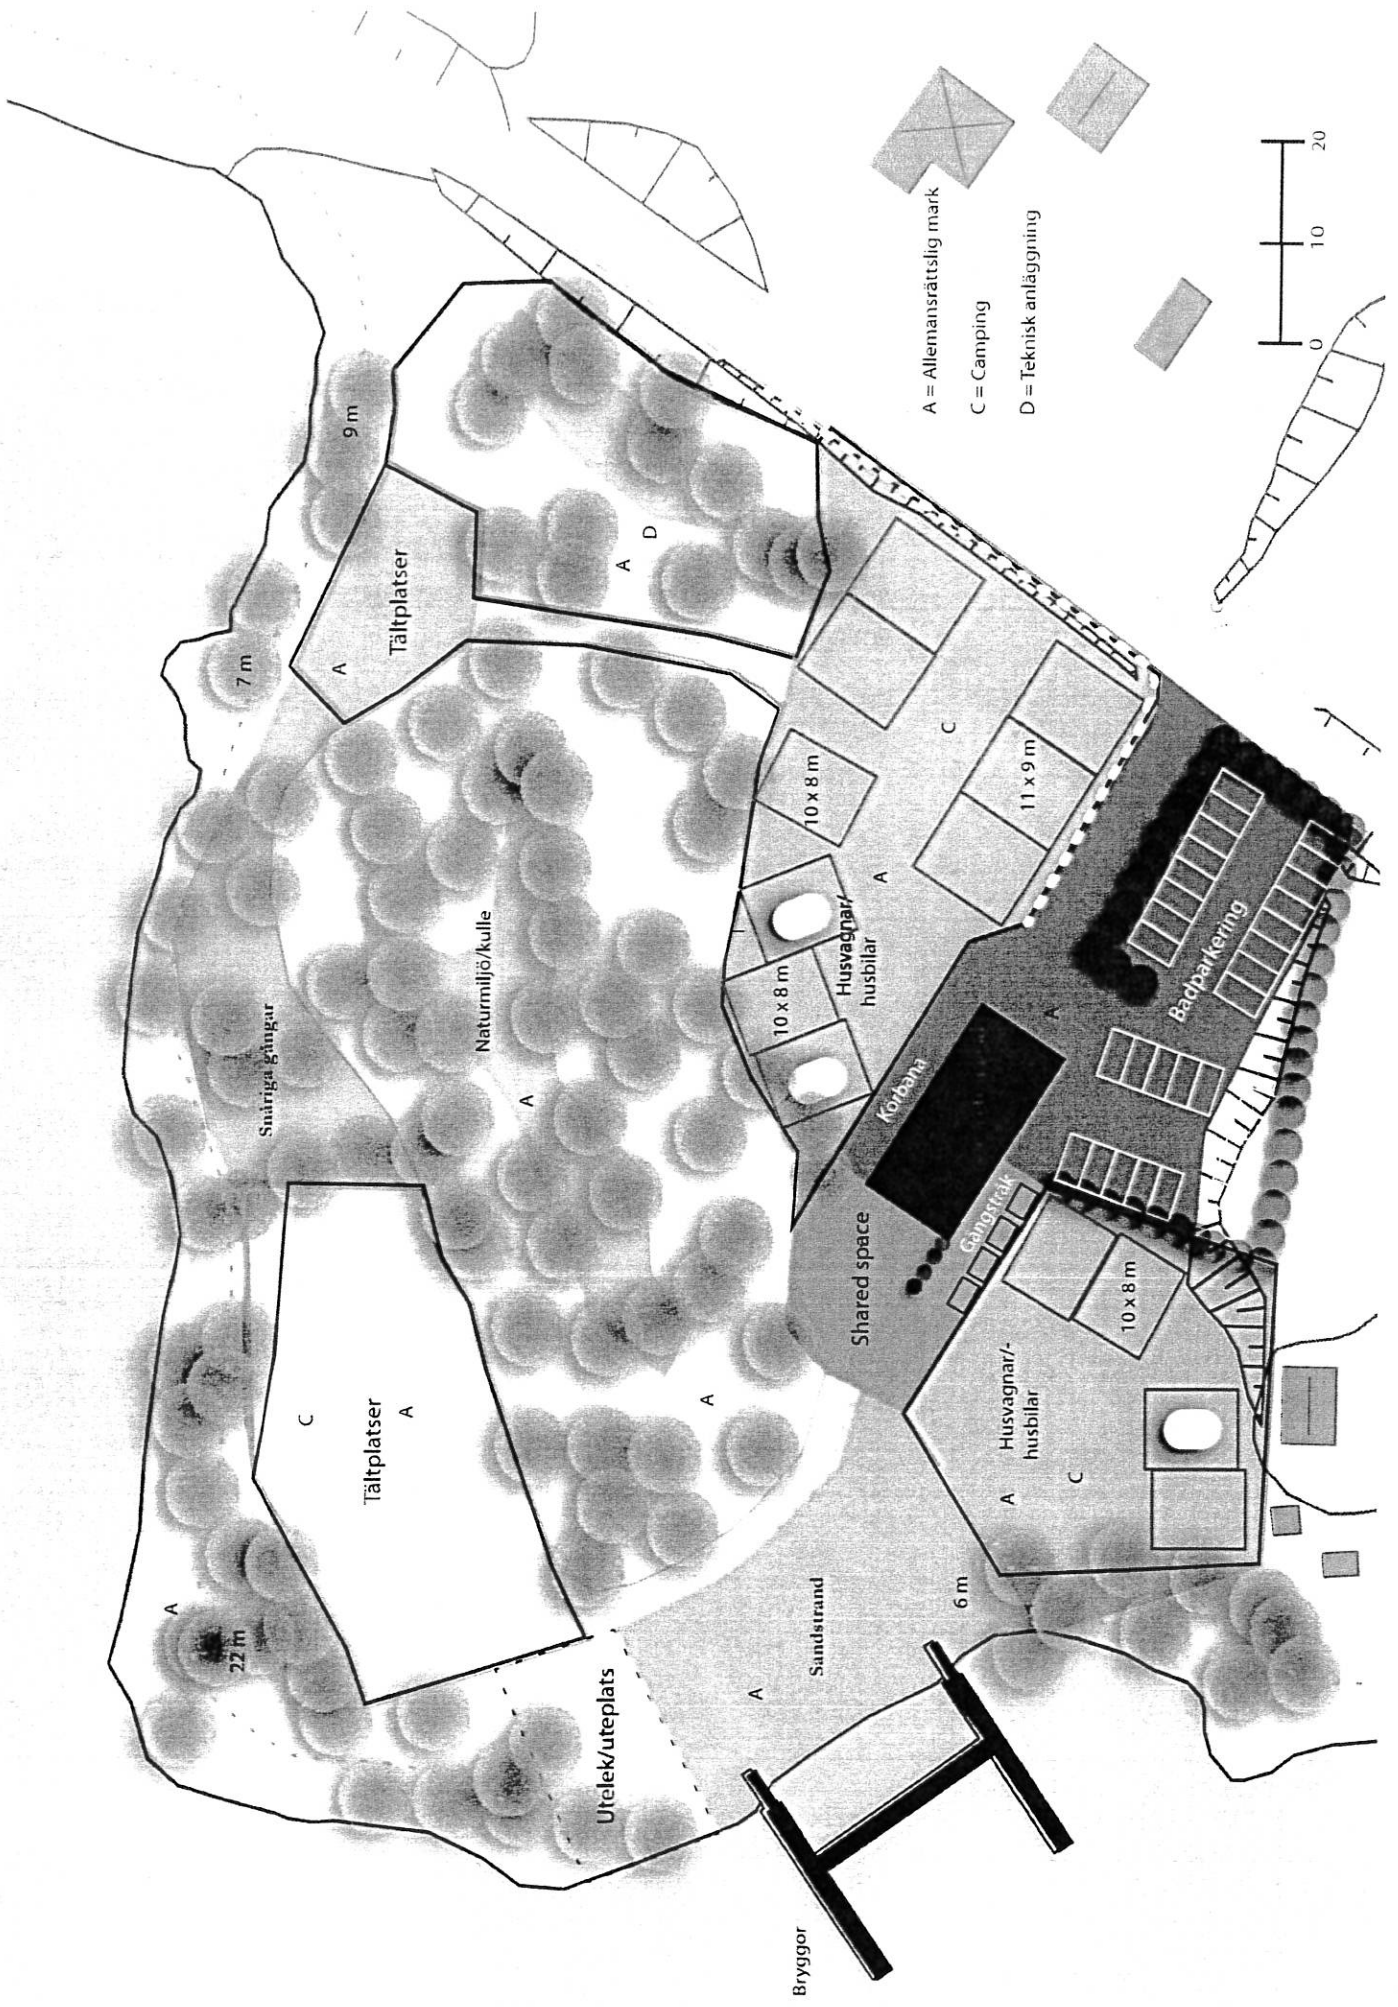 Bryggor
Utelek/uteplats
22 m
A
Tältplatser
C
A
Snåriga gångar
Naturmiljö/kulle
A
A
7 m
9 m
A
Tältplatser
A
D
Sandstrand
A
6 m
Shared space
Gångstråk
Körbana
A
Badparkering
Husvagnar/-
husbilar
A
C
10 x 8 m
Husvagnar/-
husbilar
10 x 8 m
10 x 8 m
A
C
11 x 9 m
A = Allemansrättslig mark
C = Camping
D = Teknisk anläggning
0 10 20